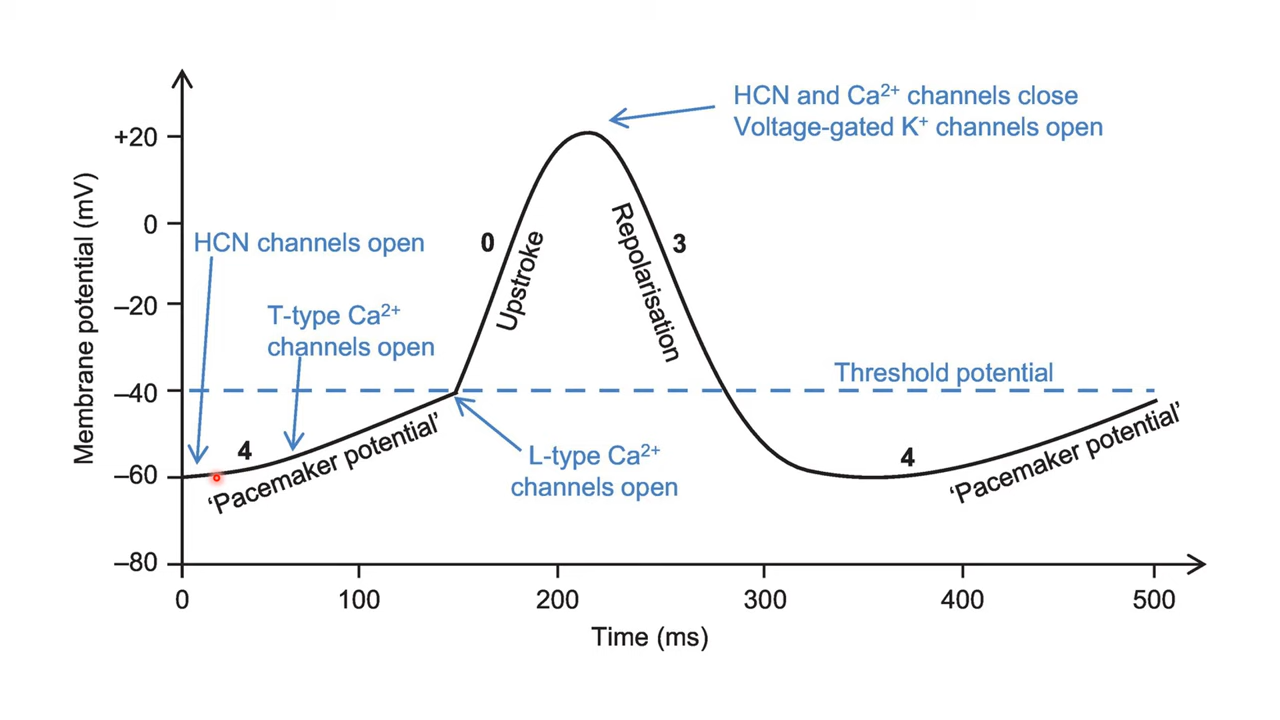 HCN and Ca²⁺ channels close
Voltage-gated K⁺ channels open
+20
0
–20
–40
–60
–80
Membrane potential (mV)
HCN channels open
T-type Ca²⁺
channels open
0
Upstroke
Repolarisation
3
Threshold potential
4
‘Pacemaker potential’
L-type Ca²⁺
channels open
4
‘Pacemaker potential’
0
100
200
300
400
500
Time (ms)